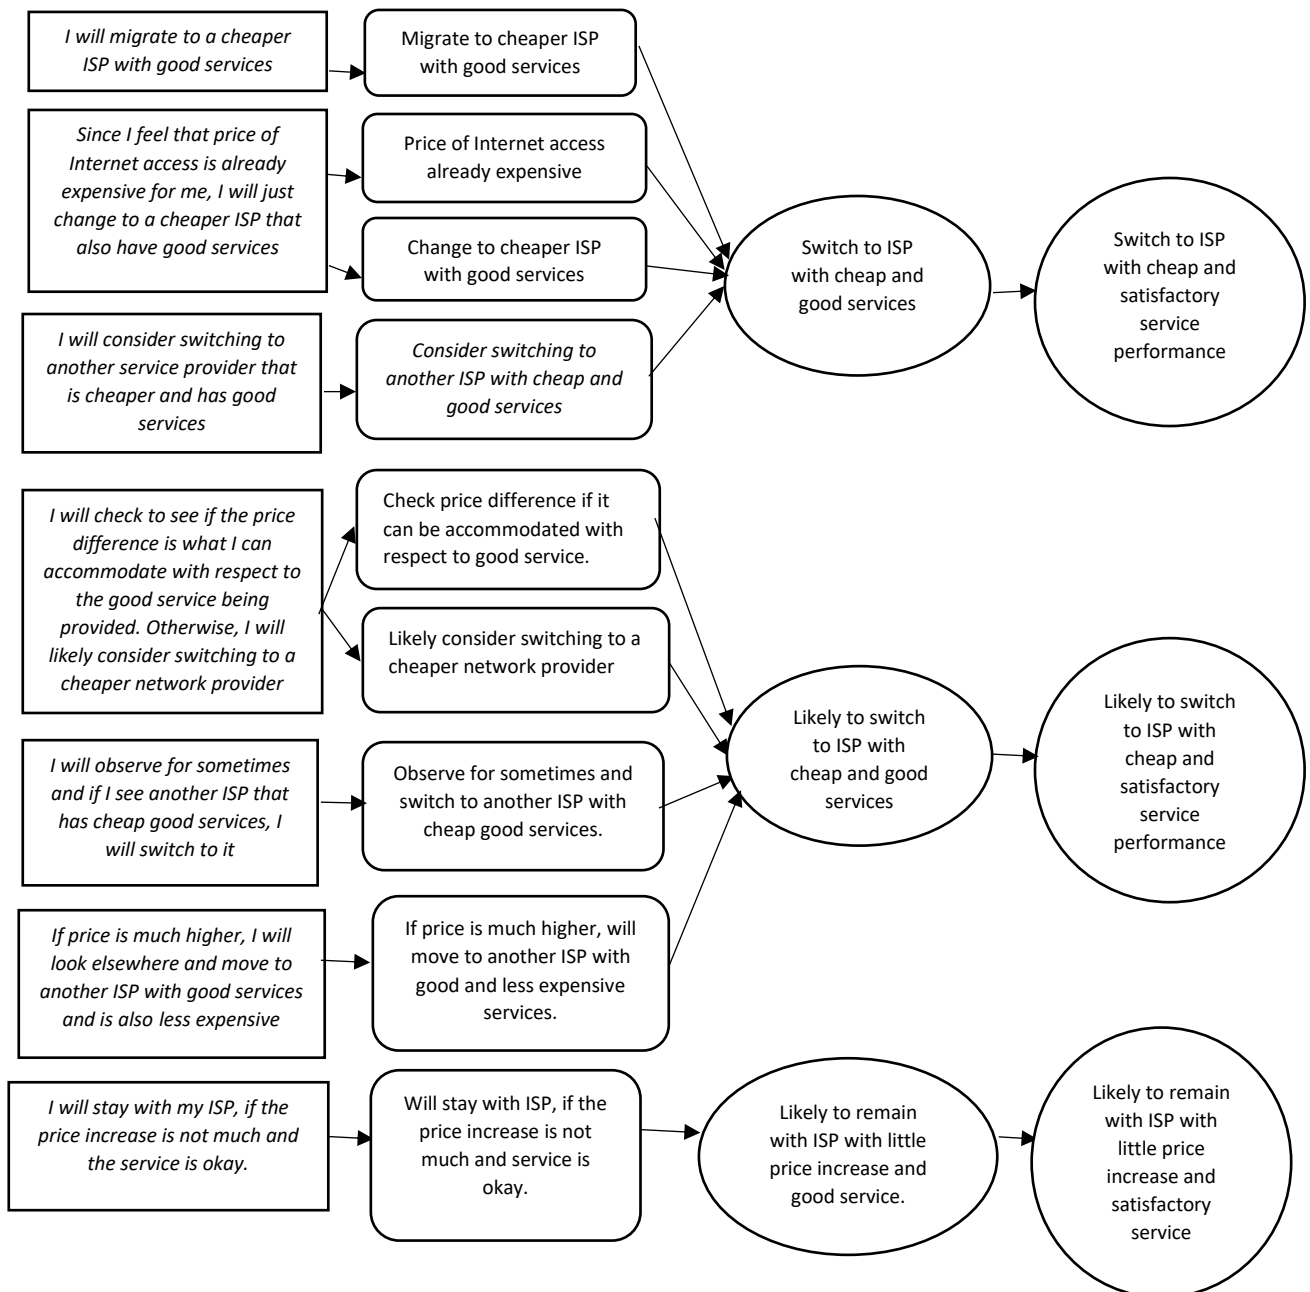 I will migrate to a cheaper
ISP with good services
Migrate to cheaper ISP
with good services
Since I feel that price of
Internet access is already
expensive for me, I will just
change to a cheaper ISP that
also have good services
Price of Internet access
already expensive
Change to cheaper ISP
with good services
Switch to ISP
with cheap and
good services
Switch to ISP
with cheap and
satisfactory
service
performance
I will consider switching to
another service provider that
is cheaper and has good
services
Consider switching to
another ISP with cheap and
good services
I will check to see if the price
difference is what I can
accommodate with respect to
the good service being
provided. Otherwise, I will
likely consider switching to a
cheaper network provider
Check price difference if it
can be accommodated with
respect to good service.
Likely consider switching to a
cheaper network provider
Likely to switch
to ISP with
cheap and good
services
Likely to switch
to ISP with
cheap and
satisfactory
service
performance
I will observe for sometimes
and if I see another ISP that
has cheap good services, I
will switch to it
Observe for sometimes and
switch to another ISP with
cheap good services.
If price is much higher, I will
look elsewhere and move to
another ISP with good services
and is also less expensive
If price is much higher, will
move to another ISP with
good and less expensive
services.
I will stay with my ISP, if the
price increase is not much and
the service is okay.
Will stay with ISP, if the
price increase is not
much and service is
okay.
Likely to remain
with ISP with little
price increase and
good service.
Likely to remain
with ISP with
little price
increase and
satisfactory
service